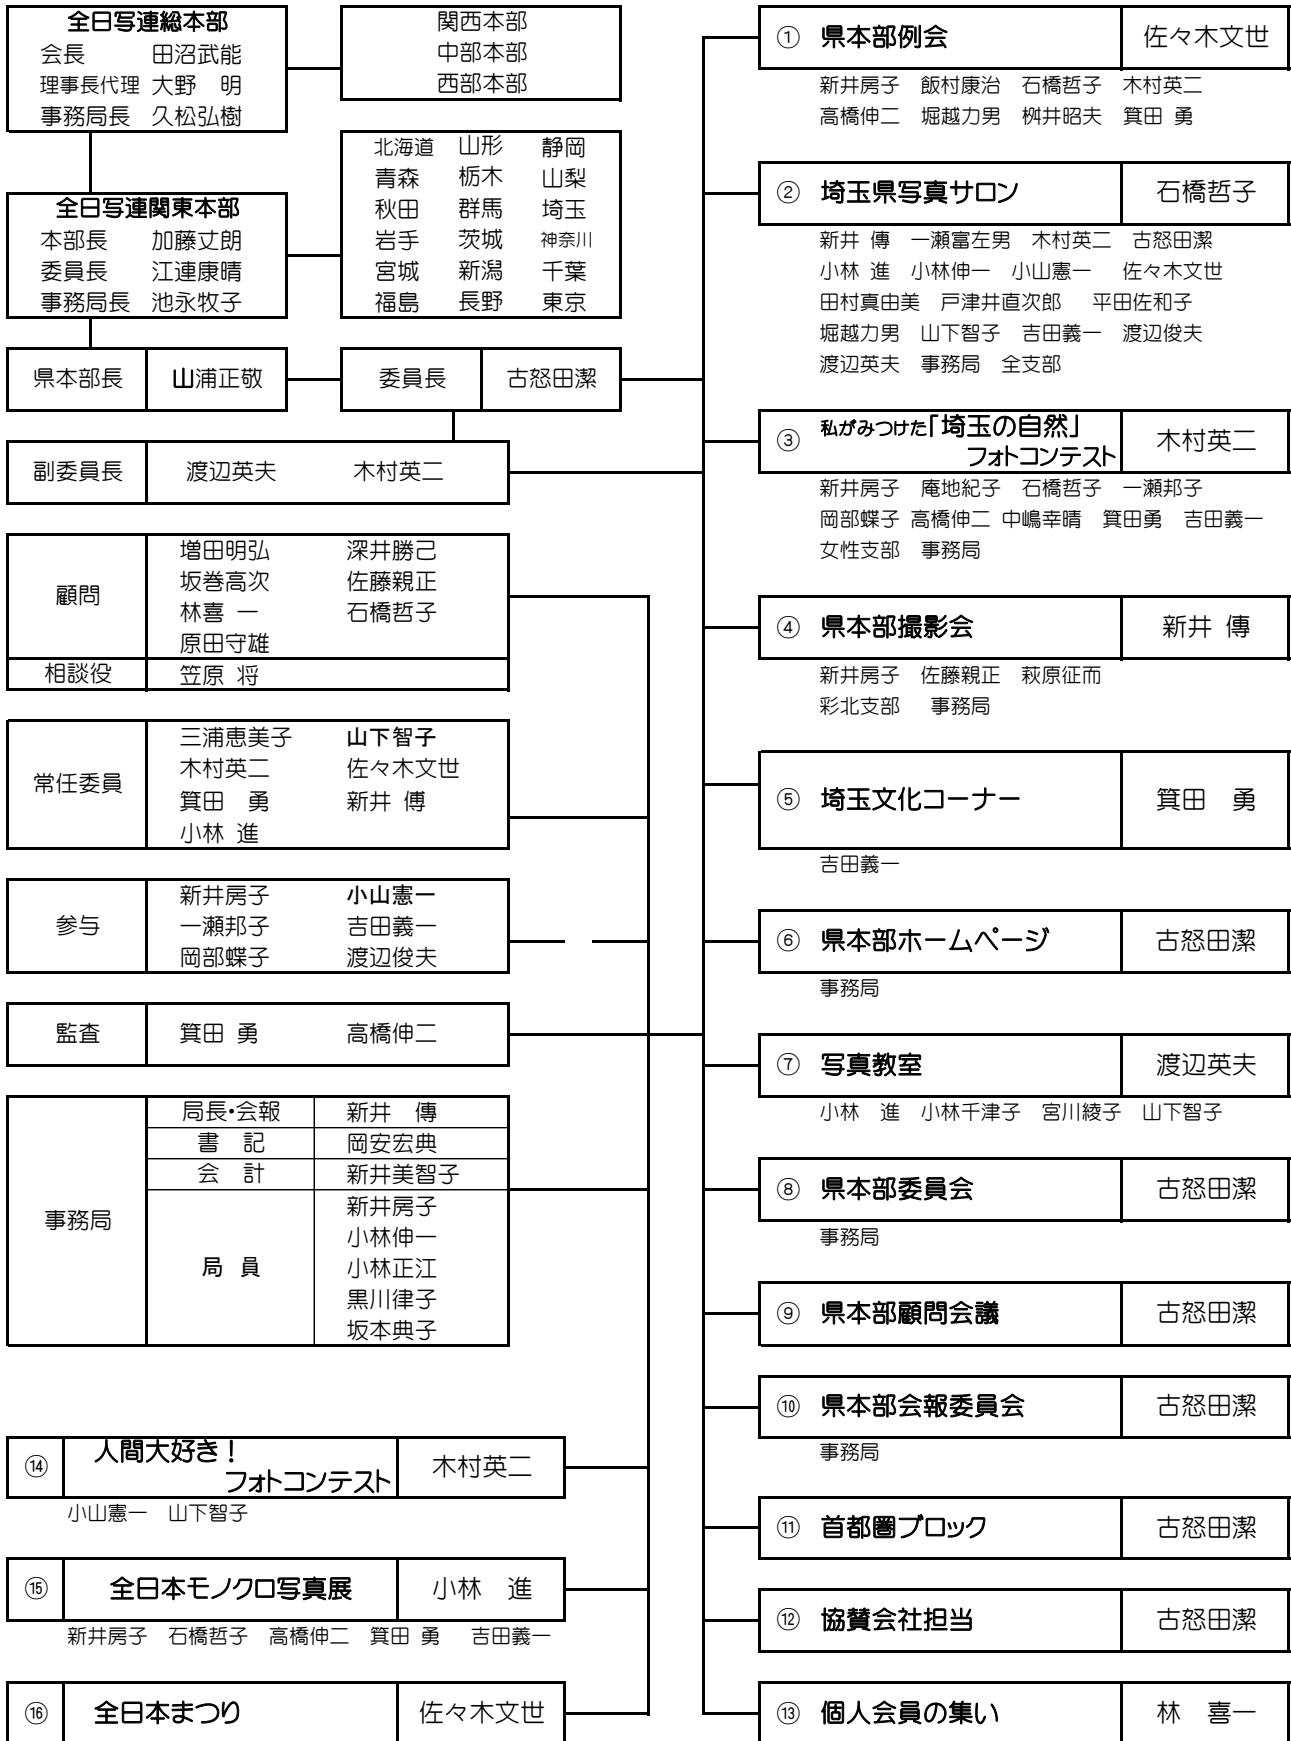 全日写連総本部
会長 田沼武能
理事長代理 大野 明
事務局長 久松弘樹
関西本部
中部本部
西部本部
全日写連関東本部
本部長 加藤丈朗
委員長 江連康晴
事務局長 池永牧子
北海道 山形 静岡
青森 栃木 山梨
秋田 群馬 埼玉
岩手 茨城 神奈川
宮城 新潟 千葉
福島 長野 東京
県本部長 山浦正敬
委員長 古怒田潔
副委員長 渡辺英夫 木村英二
顧問
増田明弘 深井勝己
坂巻高次 佐藤親正
林喜 一 石橋哲子
原田守雄
相談役 笠原 将
常任委員
三浦恵美子 山下智子
木村英二 佐々木文世
箕田 勇 新井 傳
小林 進
参与
新井房子 小山憲一
一瀬邦子 吉田義一
岡部蝶子 渡辺俊夫
監査 箕田 勇 高橋伸二
事務局
局長・会報 新井 傳
書 記 岡安宏典
会 計 新井美智子
局 員
新井房子
小林伸一
小林正江
黒川律子
坂本典子
⑭ 人間大好き!
フォトコンテスト 木村英二
小山憲一 山下智子
⑮ 全日本モノクロ写真展 小林 進
新井房子 石橋哲子 高橋伸二 箕田 勇 吉田義一
⑯ 全日本まつり 佐々木文世
① 県本部例会 佐々木文世
新井房子 飯村康治 石橋哲子 木村英二
高橋伸二 堀越力男 桝井昭夫 箕田 勇
② 埼玉県写真サロン 石橋哲子
新井 傳 一瀬富左男 木村英二 古怒田潔
小林 進 小林伸一 小山憲一 佐々木文世
田村真由美 戸津井直次郎 平田佐和子
堀越力男 山下智子 吉田義一 渡辺俊夫
渡辺英夫 事務局 全支部
③ 私がみつけた「埼玉の自然」
フォトコンテスト 木村英二
新井房子 庵地紀子 石橋哲子 一瀬邦子
岡部蝶子 高橋伸二 中嶋幸晴 箕田勇 吉田義一
女性支部 事務局
④ 県本部撮影会 新井 傳
新井房子 佐藤親正 萩原征而
彩北支部 事務局
⑤ 埼玉文化コーナー 箕田 勇
吉田義一
⑥ 県本部ホームページ 古怒田潔
事務局
⑦ 写真教室 渡辺英夫
小林 進 小林千津子 宮川綾子 山下智子
⑧ 県本部委員会 古怒田潔
事務局
⑨ 県本部顧問会議 古怒田潔
⑩ 県本部会報委員会 古怒田潔
事務局
⑪ 首都圏ブロック 古怒田潔
⑫ 協賛会社担当 古怒田潔
⑬ 個人会員の集い 林 喜一